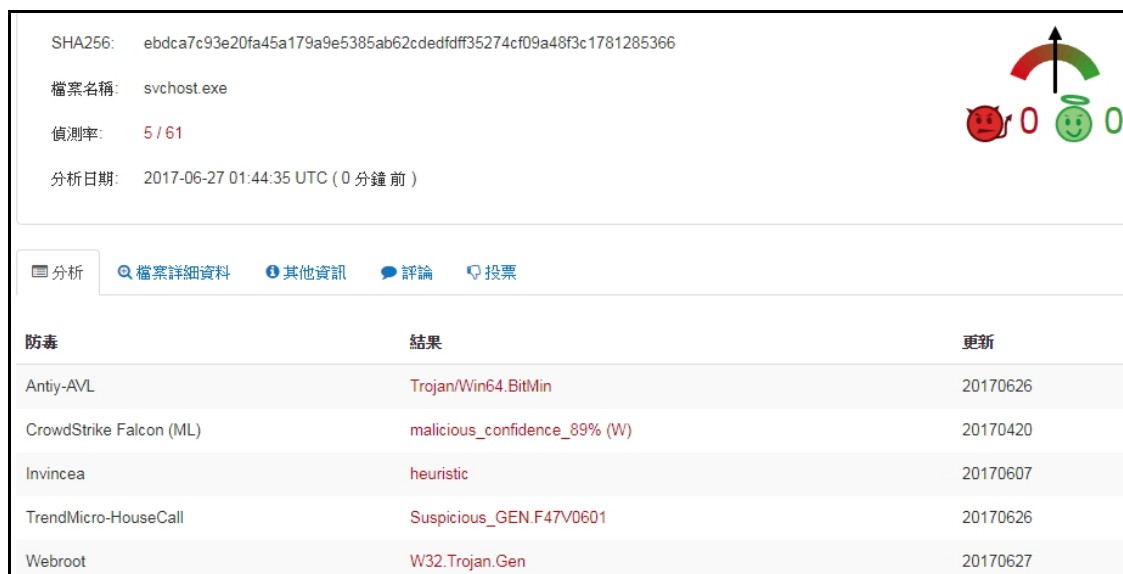 SHA256: ebdca7c93e20fa45a179a9e5385ab62cdedfdff35274cf09a48f3c1781285366
檔案名稱: svchost.exe
偵測率: 5 / 61
分析日期: 2017-06-27 01:44:35 UTC ( 0 分鐘 前 )
0 0
分析 檔案詳細資料 其他資訊 評論 投票
防毒 結果 更新
Antiy-AVL Trojan/Win64.BitMin 20170626
CrowdStrike Falcon (ML) malicious_confidence_89% (W) 20170420
Invincea heuristic 20170607
TrendMicro-HouseCall Suspicious_GEN.F47V0601 20170626
Webroot W32.Trojan.Gen 20170627